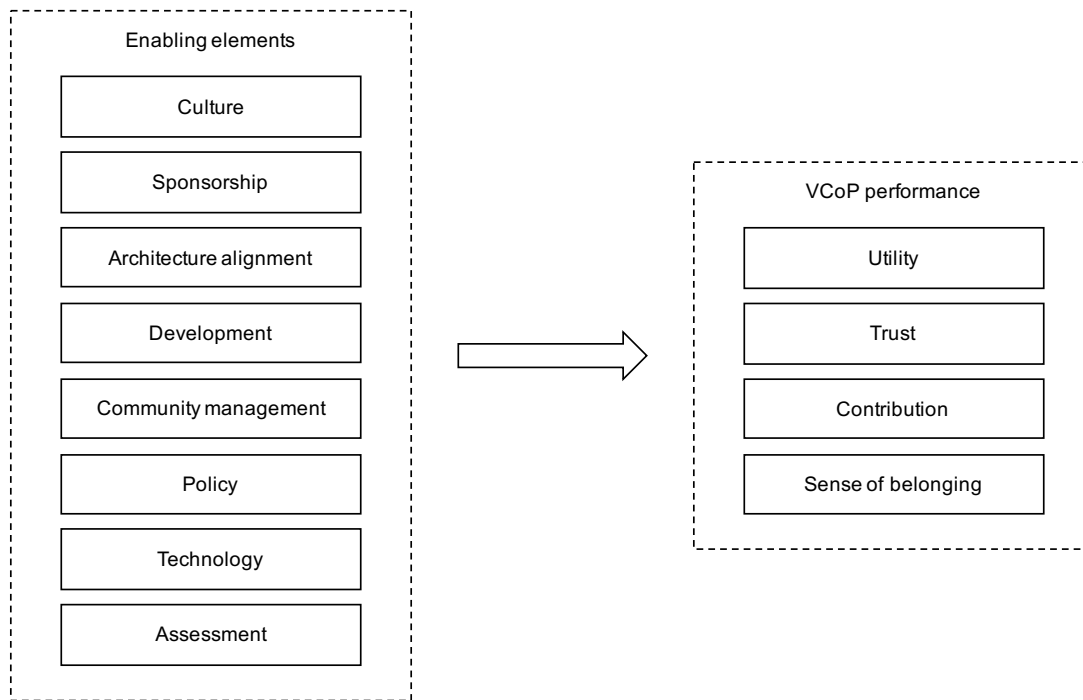 Enabling elements
Culture
Sponsorship
Architecture alignment
Development
Community management
Policy
Technology
Assessment
VCoP performance
Utility
Trust
Contribution
Sense of belonging